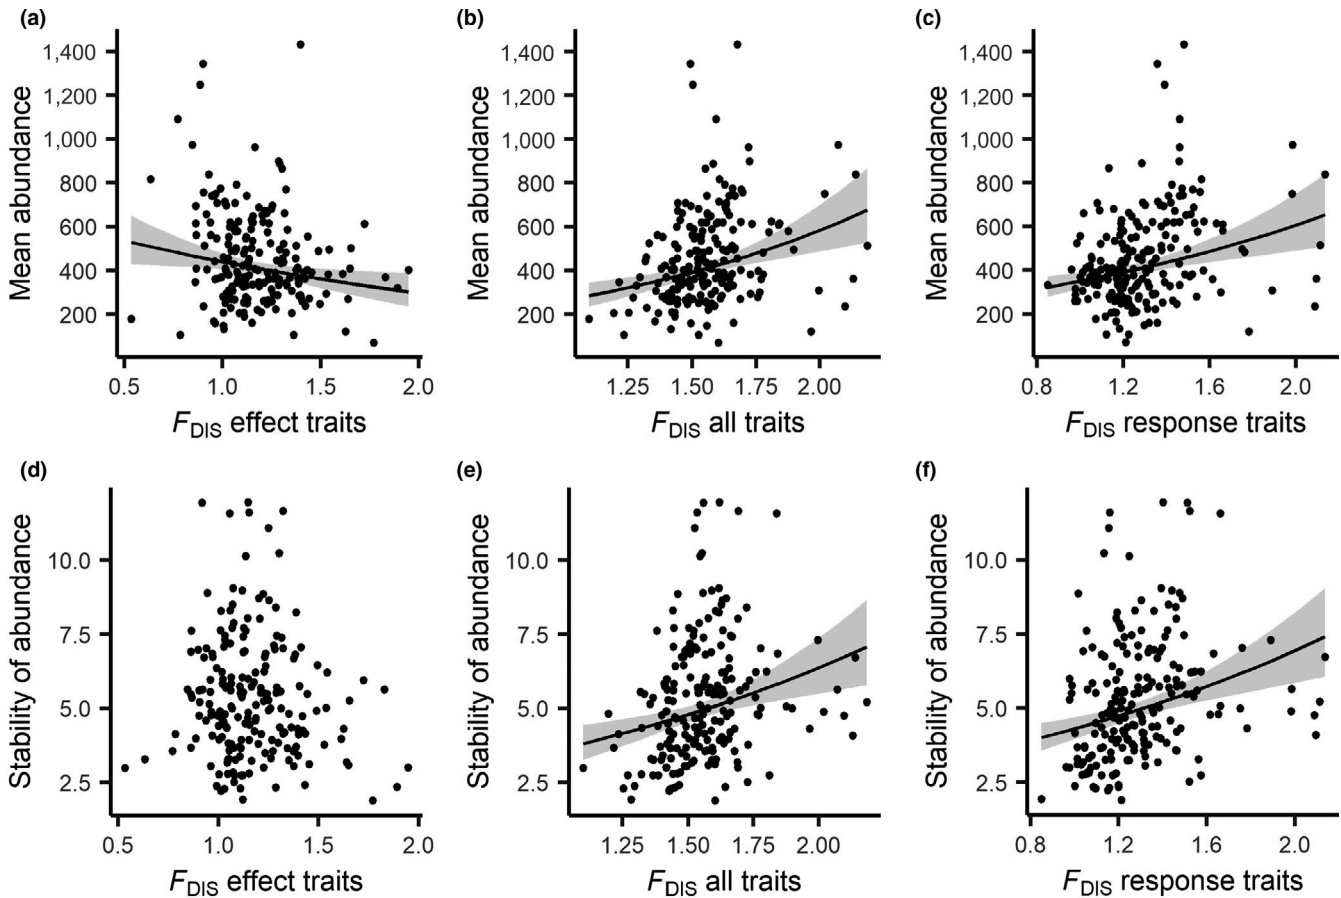 (a)
1,400
1,200
1,000
800
600
400
200
Mean abundance
0.5 1.0 1.5 2.0
FDIS effect traits
(b)
1,400
1,200
1,000
800
600
400
200
Mean abundance
1.25 1.50 1.75 2.00
FDIS all traits
(c)
1,400
1,200
1,000
800
600
400
200
Mean abundance
0.8 1.2 1.6 2.0
FDIS response traits
(d)
10.0
7.5
5.0
2.5
Stability of abundance
0.5 1.0 1.5 2.0
FDIS effect traits
(e)
10.0
7.5
5.0
2.5
Stability of abundance
1.25 1.50 1.75 2.00
FDIS all traits
(f)
10.0
7.5
5.0
2.5
Stability of abundance
0.8 1.2 1.6 2.0
FDIS response traits